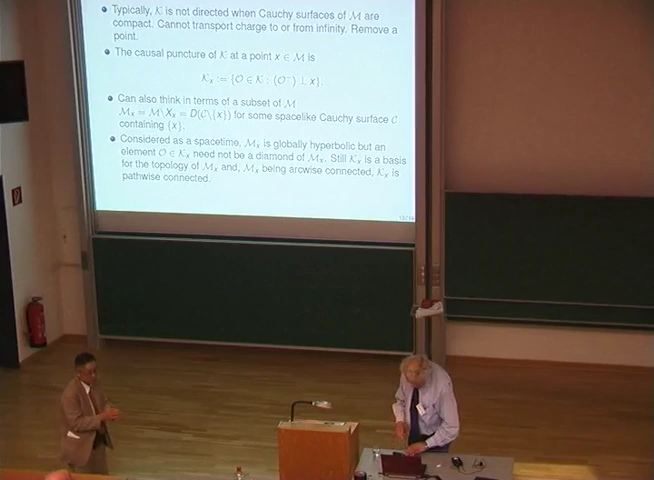 Typically, 𝒦 is not directed when Cauchy surfaces of ℳ are
compact. Cannot transport charge to or from infinity. Remove a
point.
The causal puncture of 𝒦 at a point x ∈ ℳ is
𝒦ₓ := {𝒪 ∈ 𝒦 : (𝒪⁻) ⊥ x}.
Can also think in terms of a subset of ℳ
ℳₓ = ℳ\Xₓ = D(𝒞\{x}) for some spacelike Cauchy surface 𝒞
containing {x}.
Considered as a spacetime, ℳₓ is globally hyperbolic but an
element 𝒪 ∈ 𝒦ₓ need not be a diamond of ℳₓ. Still 𝒦ₓ is a basis
for the topology of ℳₓ and, ℳₓ being arcwise connected, 𝒦ₓ is
pathwise connected.